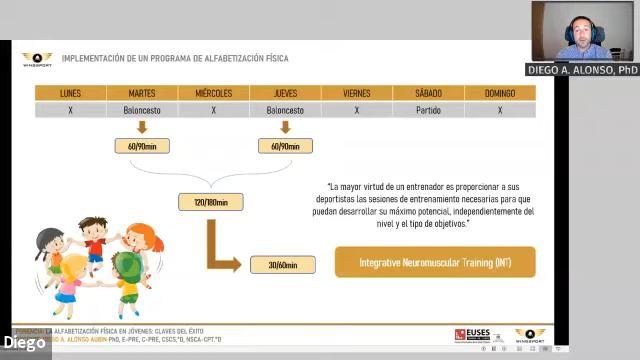 WINGSPORT
IMPLEMENTACIÓN DE UN PROGRAMA DE ALFABETIZACIÓN FÍSICA
DIEGO A. ALONSO, PhD
LUNES MARTES MIÉRCOLES JUEVES VIERNES SÁBADO DOMINGO
X Baloncesto X Baloncesto X Partido X
60/90min 60/90min
120/180min
30/60min
"La mayor virtud de un entrenador es proporcionar a sus
deportistas las sesiones de entrenamiento necesarias para que
puedan desarrollar su máximo potencial, independientemente del
nivel y el tipo de objetivos."
Integrative Neuromuscular Training (INT)
PONENCIA: LA ALFABETIZACIÓN FÍSICA EN JÓVENES: CLAVES DEL ÉXITO
Diego
A. ALONSO AUBIN PhD, E-PRE, C-PRE, CSCS,*D, NSCA-CPT,*D
EUSES
WINGSPORT